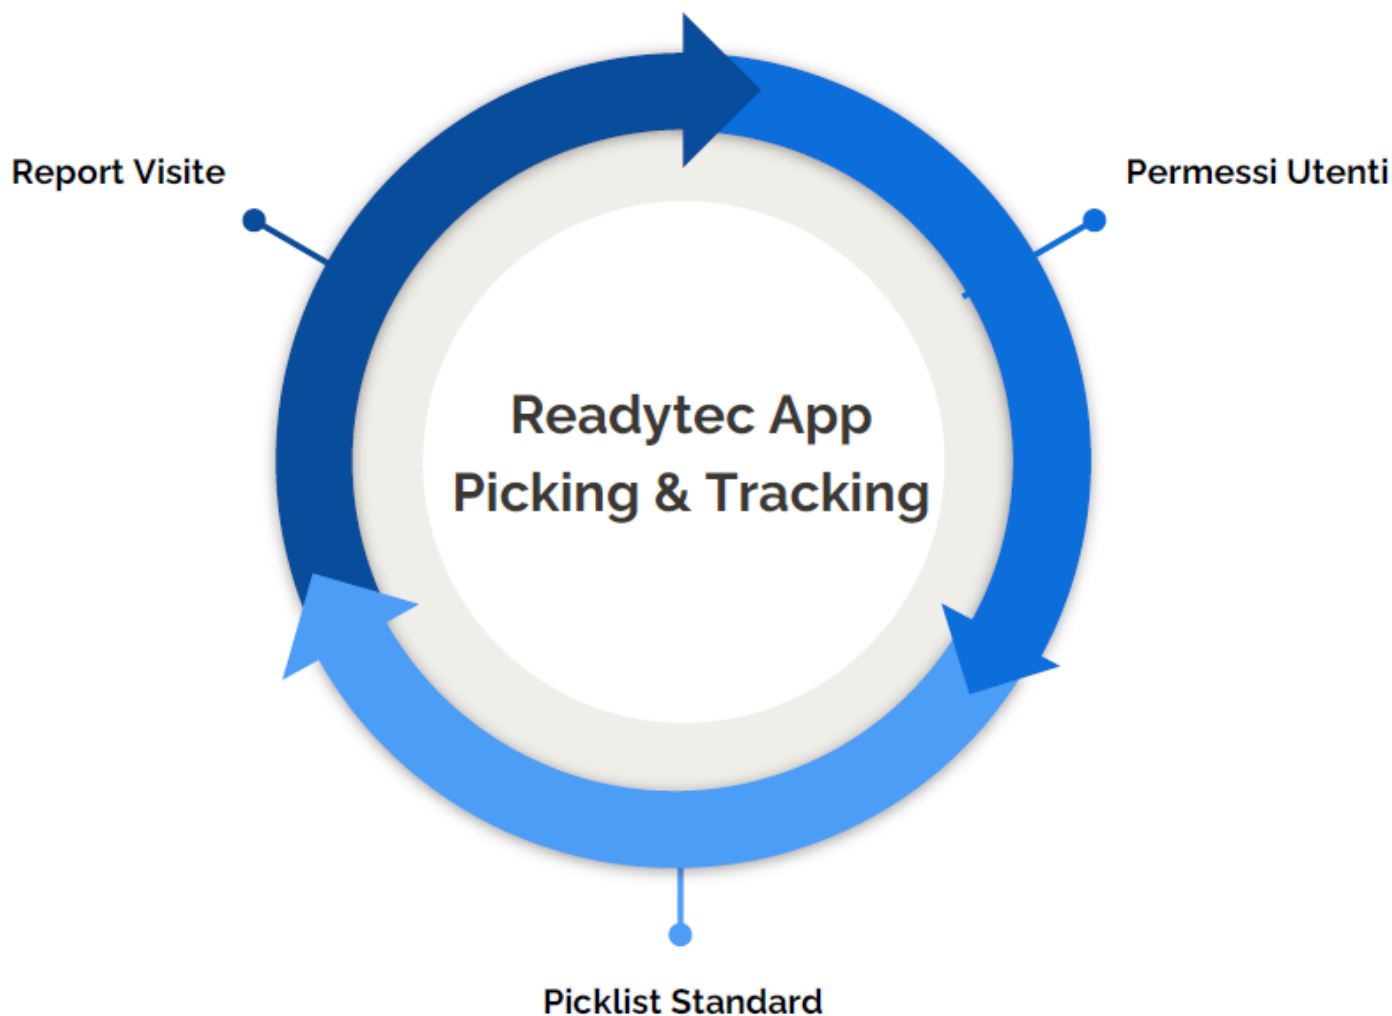 Report Visite
Permessi Utenti
Readytec App
Picking & Tracking
Picklist Standard